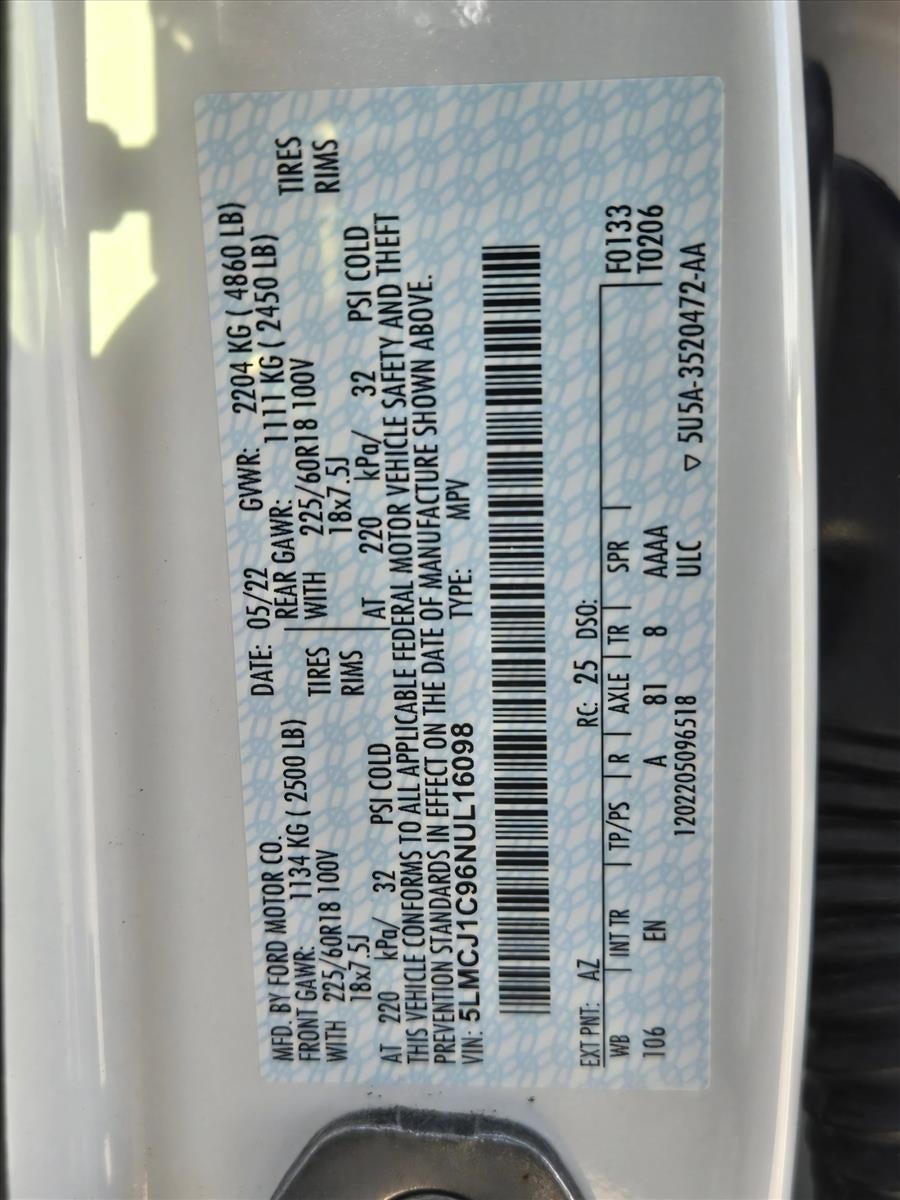 MFD. BY FORD MOTOR CO. DATE: 05/22 GVWR: 2204 KG ( 4860 LB)
FRONT GAWR: 1134 KG ( 2500 LB) REAR GAWR: 1111 KG ( 2450 LB)
WITH 225/60R18 100V TIRES WITH 225/60R18 100V TIRES
18x7.5J RIMS 18x7.5J RIMS
AT 220 kPa/ 32 PSI COLD AT 220 kPa/ 32 PSI COLD
THIS VEHICLE CONFORMS TO ALL APPLICABLE FEDERAL MOTOR VEHICLE SAFETY AND THEFT
PREVENTION STANDARDS IN EFFECT ON THE DATE OF MANUFACTURE SHOWN ABOVE.
VIN: 5LMCJ1C96NUL16098 TYPE: MPV
EXT PNT: AZ RC: 25 DSO:
WB | INT TR | TP/PS | R | AXLE | TR | SPR | F0133
106 EN A 81 8 AAAA T0206
1202205096518 ULC ▽ 5U5A-3520472-AA